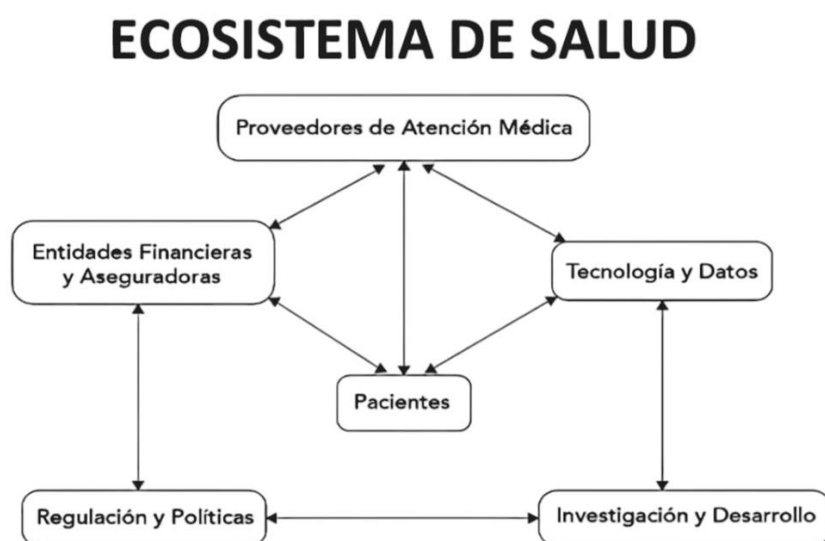 ECOSISTEMA DE SALUD
Proveedores de Atención Médica
Entidades Financieras
y Aseguradoras
Tecnología y Datos
Pacientes
Regulación y Políticas
Investigación y Desarrollo